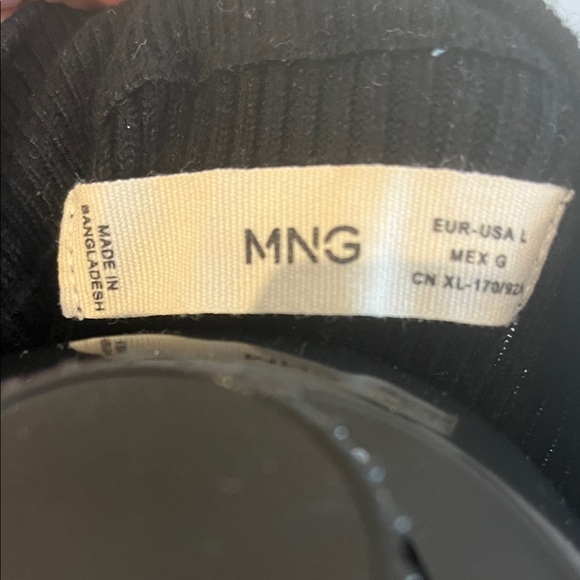 MADE IN
BANGLADESH
MNG
EUR-USA L
MEX G
CN XL-170/92A